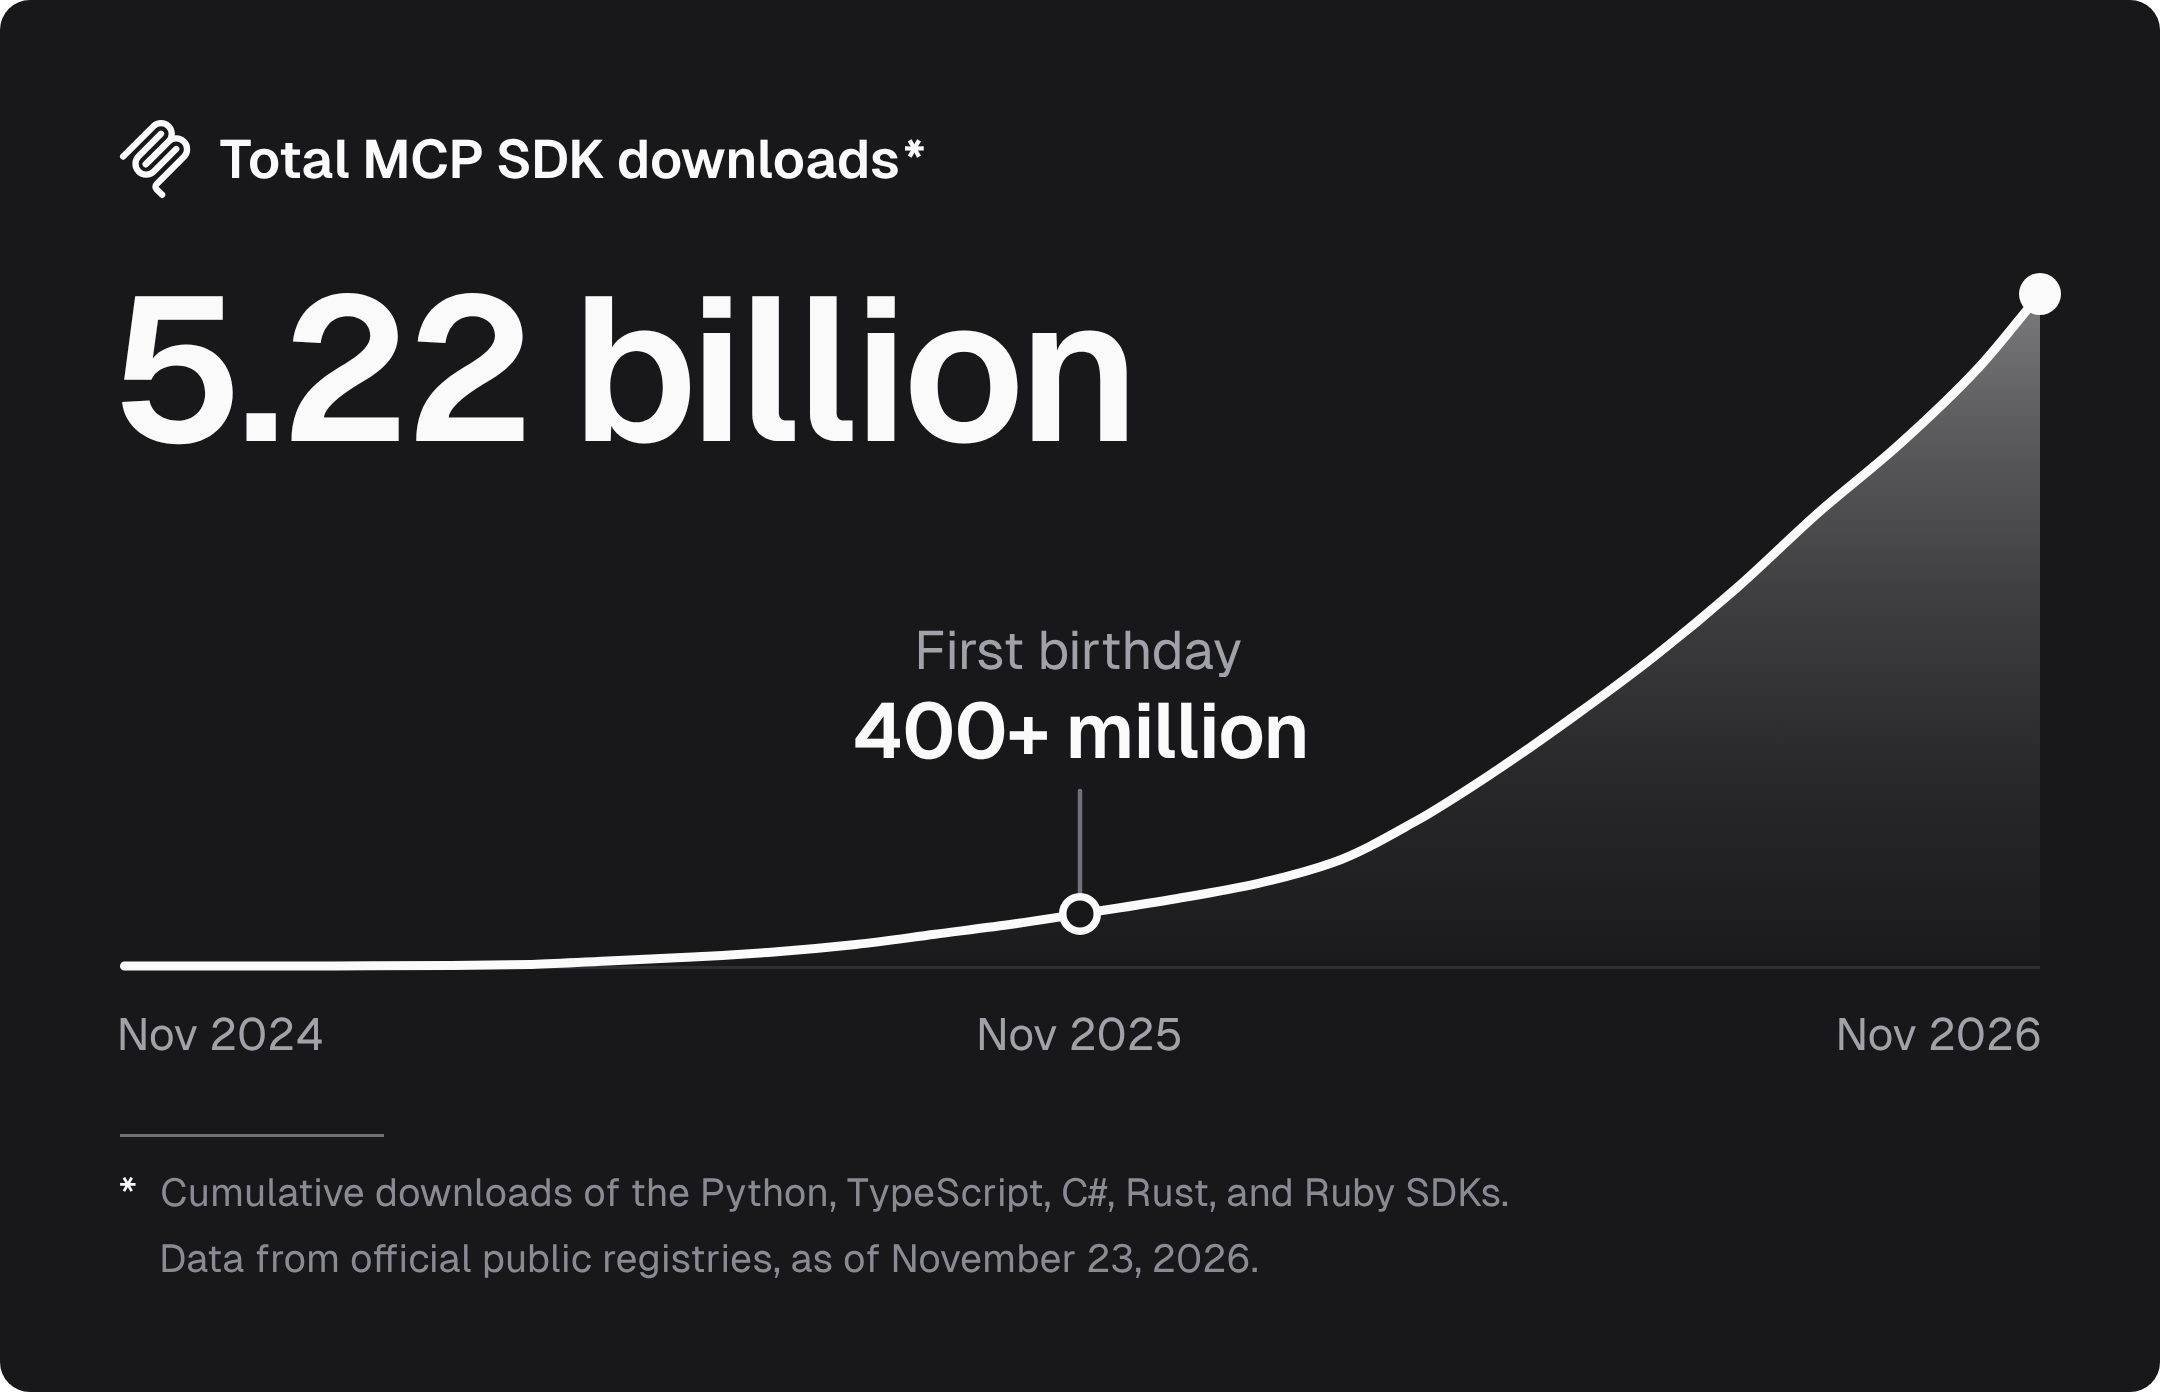 Total MCP SDK downloads*
5.22 billion
First birthday
400+ million
Nov 2024
Nov 2025
Nov 2026
* Cumulative downloads of the Python, TypeScript, C#, Rust, and Ruby SDKs.
Data from official public registries, as of November 23, 2026.